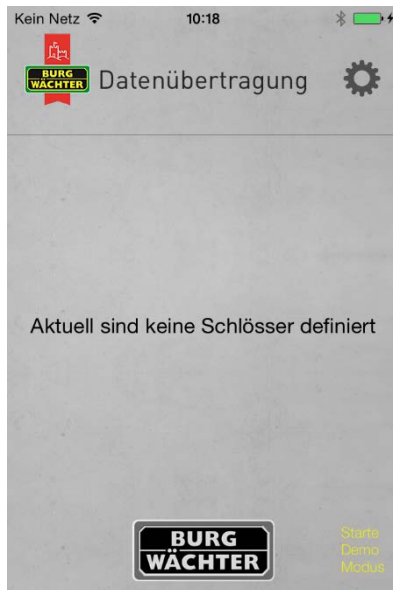 Kein Netz 10:18
BURG
WÄCHTER
Datenübertragung
Aktuell sind keine Schlösser definiert
BURG
WÄCHTER
Starte
Demo
Modus